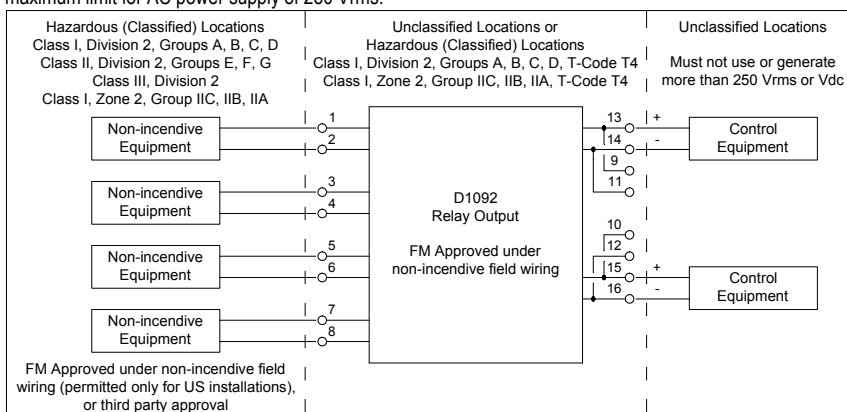 maximum limit for AC power supply of 250 Vrms.
Hazardous (Classified) Locations
Class I, Division 2, Groups A, B, C, D
Class II, Division 2, Groups E, F, G
Class III, Division 2
Class I, Zone 2, Group IIC, IIB, IIA
Unclassified Locations or
Hazardous (Classified) Locations
Class I, Division 2, Groups A, B, C, D, T-Code T4
Class I, Zone 2, Group IIC, IIB, IIA, T-Code T4
Unclassified Locations
Must not use or generate
more than 250 Vrms or Vdc
Non-incendive
Equipment
1
2
Non-incendive
Equipment
3
4
Non-incendive
Equipment
5
6
Non-incendive
Equipment
7
8
D1092
Relay Output
FM Approved under
non-incendive field wiring
13 +
14 -
9
11
Control
Equipment
10
12
15 +
16 -
Control
Equipment
FM Approved under non-incendive field
wiring (permitted only for US installations),
or third party approval